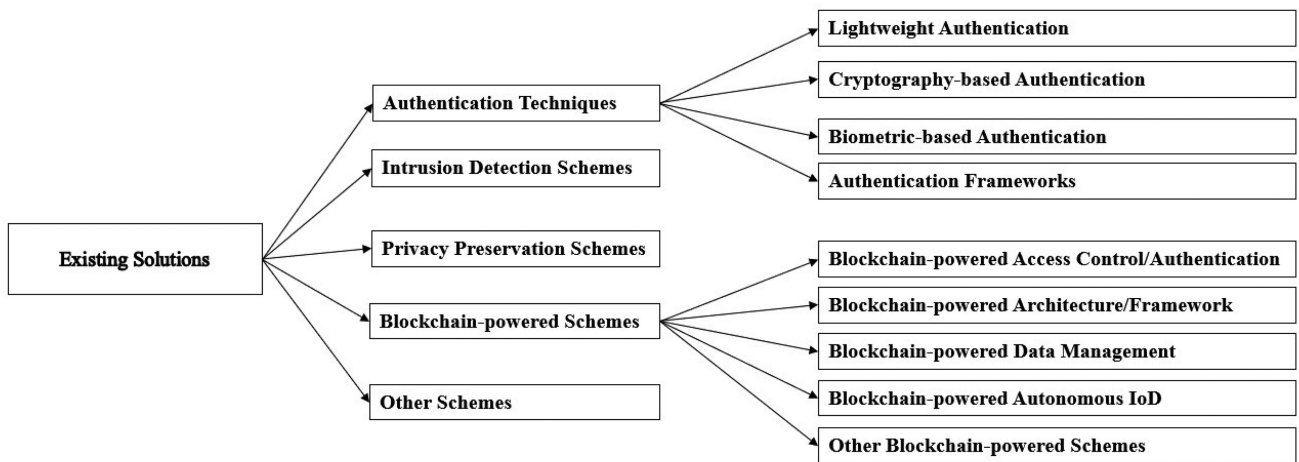 Existing Solutions
Authentication Techniques
Intrusion Detection Schemes
Privacy Preservation Schemes
Blockchain-powered Schemes
Other Schemes
Lightweight Authentication
Cryptography-based Authentication
Biometric-based Authentication
Authentication Frameworks
Blockchain-powered Access Control/Authentication
Blockchain-powered Architecture/Framework
Blockchain-powered Data Management
Blockchain-powered Autonomous IoD
Other Blockchain-powered Schemes